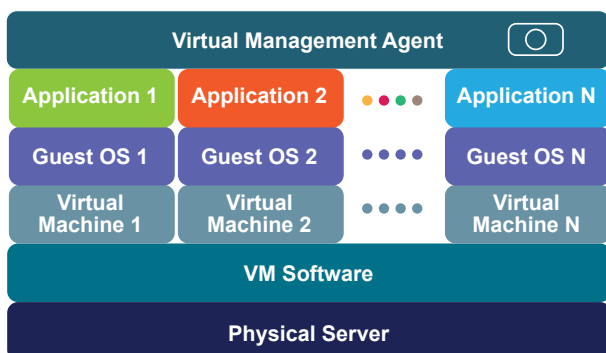 Virtual Management Agent
Application 1
Application 2
Application N
Guest OS 1
Guest OS 2
Guest OS N
Virtual
Machine 1
Virtual
Machine 2
Virtual
Machine N
VM Software
Physical Server